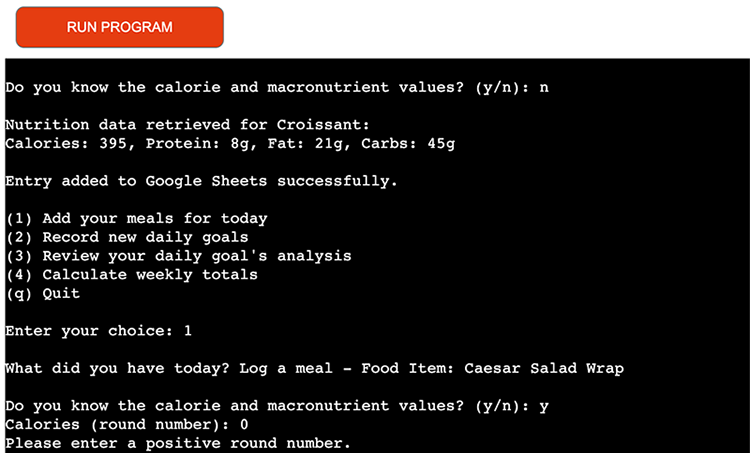 RUN PROGRAM
Do you know the calorie and macronutrient values? (y/n): n
Nutrition data retrieved for Croissant:
Calories: 395, Protein: 8g, Fat: 21g, Carbs: 45g
Entry added to Google Sheets successfully.
(1) Add your meals for today
(2) Record new daily goals
(3) Review your daily goal's analysis
(4) Calculate weekly totals
(q) Quit
Enter your choice: 1
What did you have today? Log a meal - Food Item: Caesar Salad Wrap
Do you know the calorie and macronutrient values? (y/n): y
Calories (round number): 0
Please enter a positive round number.